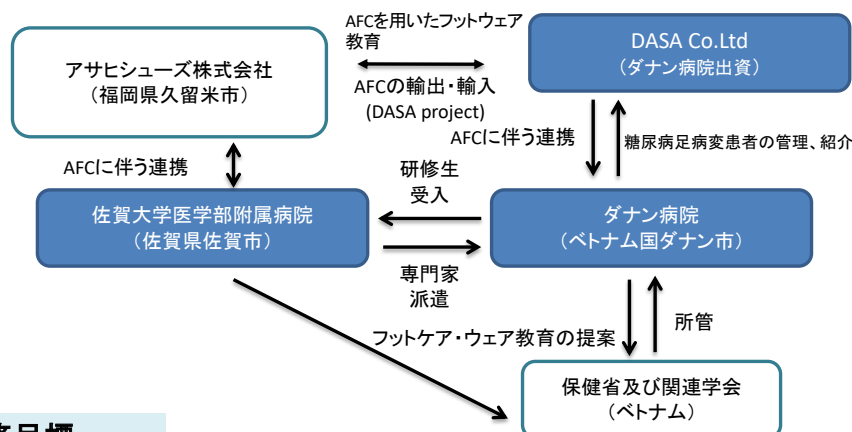 AFCを用いたフットウェア
教育
DASA Co.Ltd
(ダナン病院出資)
アサヒシューズ株式会社
(福岡県久留米市)
AFCの輸出・輸入
(DASA project)
AFCに伴う連携
糖尿病足病変患者の管理、紹介
AFCに伴う連携
研修生
受入
佐賀大学医学部附属病院
(佐賀県佐賀市)
ダナン病院
(ベトナム国ダナン市)
専門家
派遣
フットケア・ウェア教育の提案
所管
保健省及び関連学会
(ベトナム)